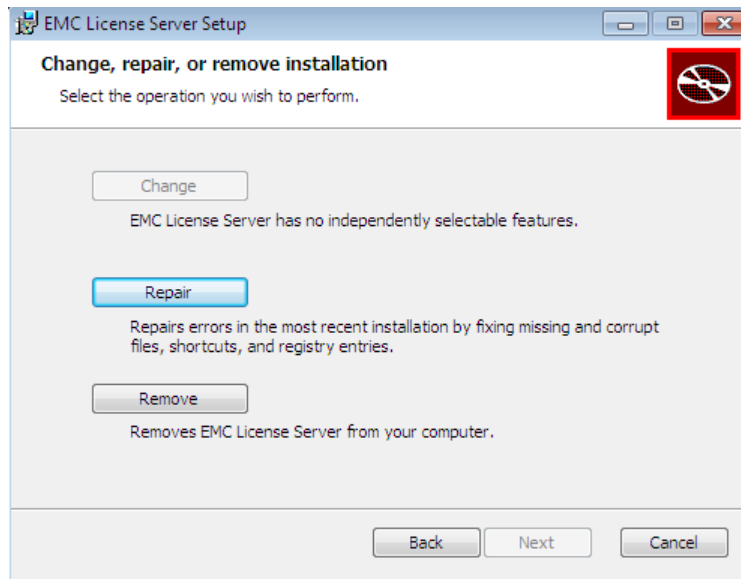 EMC License Server Setup
Change, repair, or remove installation
Select the operation you wish to perform.
Change
EMC License Server has no independently selectable features.
Repair
Repairs errors in the most recent installation by fixing missing and corrupt
files, shortcuts, and registry entries.
Remove
Removes EMC License Server from your computer.
Back Next Cancel